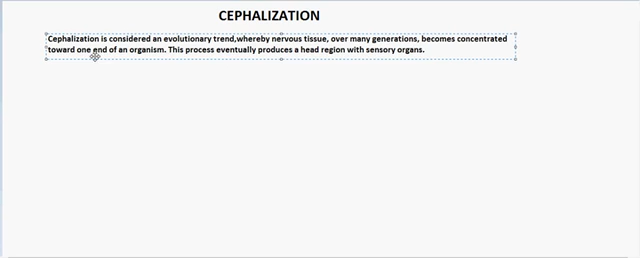 CEPHALIZATION
Cephalization is considered an evolutionary trend,whereby nervous tissue, over many generations, becomes concentrated
toward one end of an organism. This process eventually produces a head region with sensory organs.